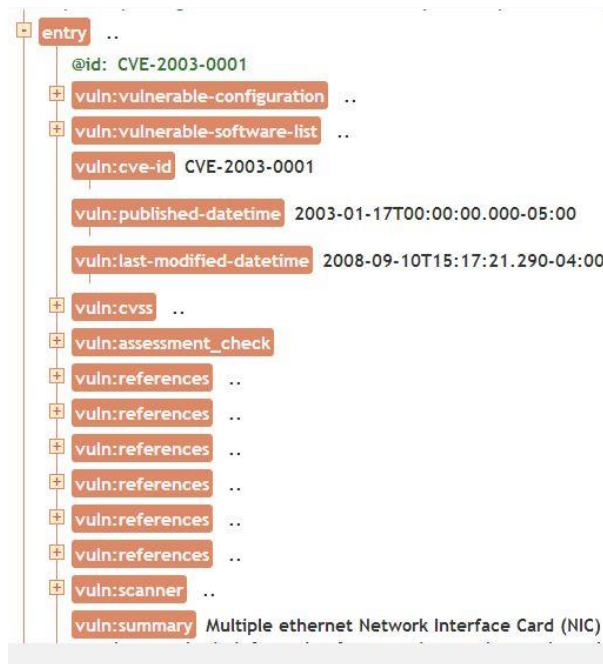 entry ..
@id: CVE-2003-0001
vuln:vulnerable-configuration ..
vuln:vulnerable-software-list ..
vuln:cve-id CVE-2003-0001
vuln:published-datetime 2003-01-17T00:00:00.000-05:00
vuln:last-modified-datetime 2008-09-10T15:17:21.290-04:00
vuln:cvss ..
vuln:assessment_check
vuln:references ..
vuln:references ..
vuln:references ..
vuln:references ..
vuln:references ..
vuln:references ..
vuln:scanner ..
vuln:summary Multiple ethernet Network Interface Card (NIC)